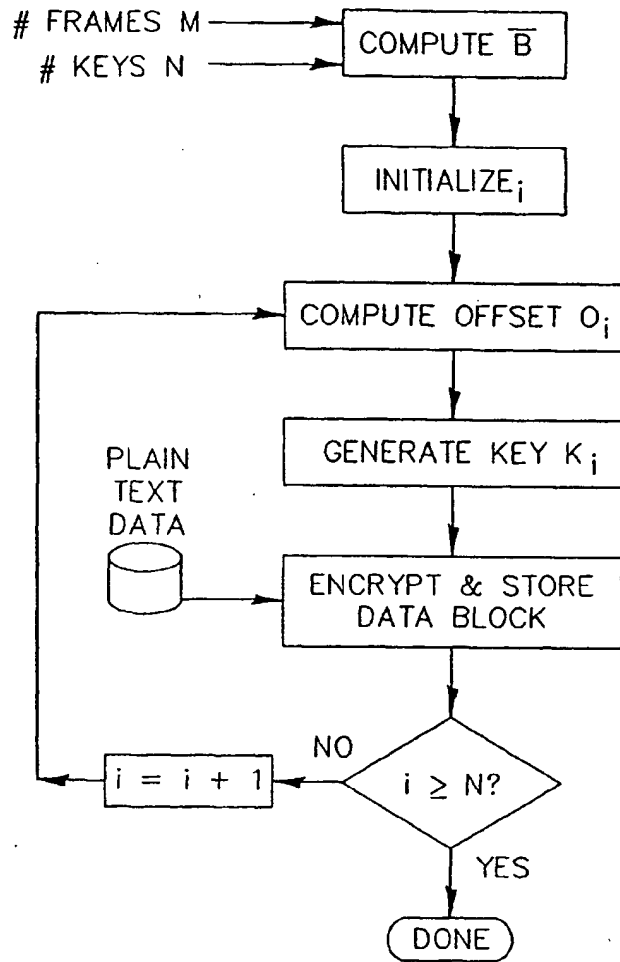 # FRAMES M
# KEYS N
COMPUTE B̅
INITIALIZEᵢ
COMPUTE OFFSET Oᵢ
GENERATE KEY Kᵢ
PLAIN
TEXT
DATA
ENCRYPT & STORE
DATA BLOCK
NO
i = i + 1
i ≥ N?
YES
DONE